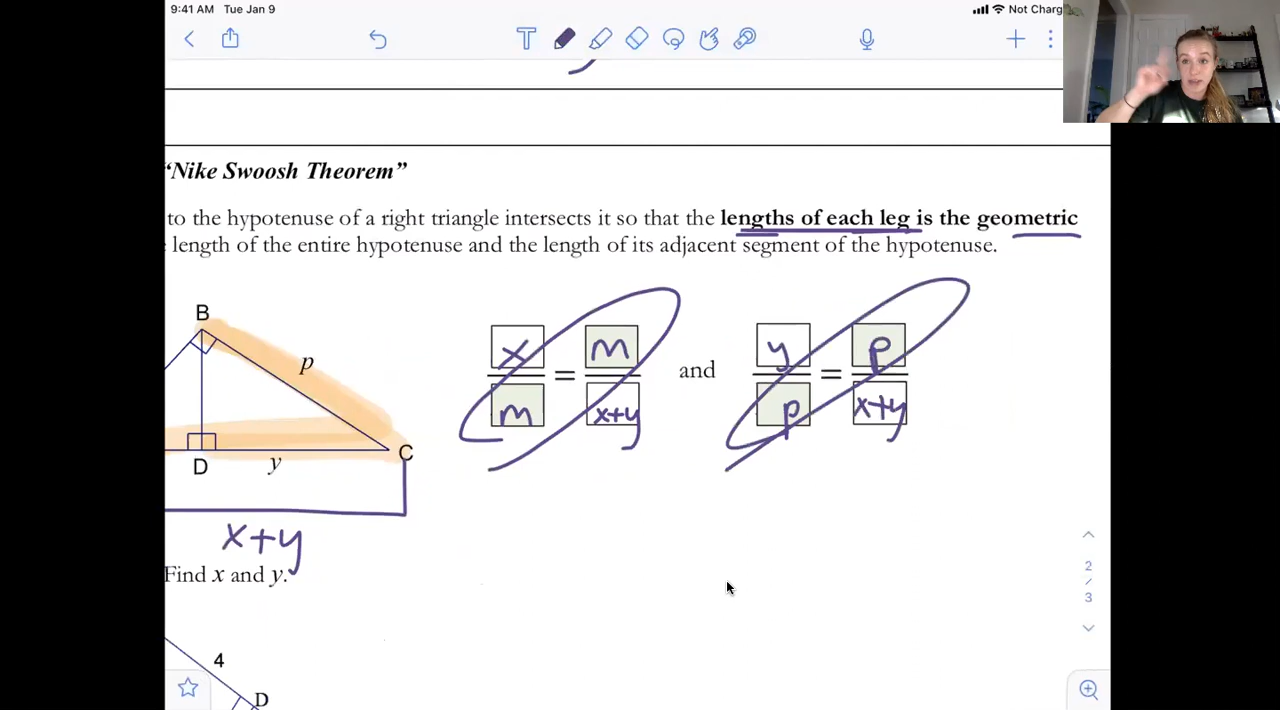 9:41 AM Tue Jan 9
Not Charg
T
"Nike Swoosh Theorem"
to the hypotenuse of a right triangle intersects it so that the lengths of each leg is the geometric
length of the entire hypotenuse and the length of its adjacent segment of the hypotenuse.
B
p
D
y
C
x+y
x = m
m x+y
and
y = p
p x+y
Find x and y.
4
D
2
/
3